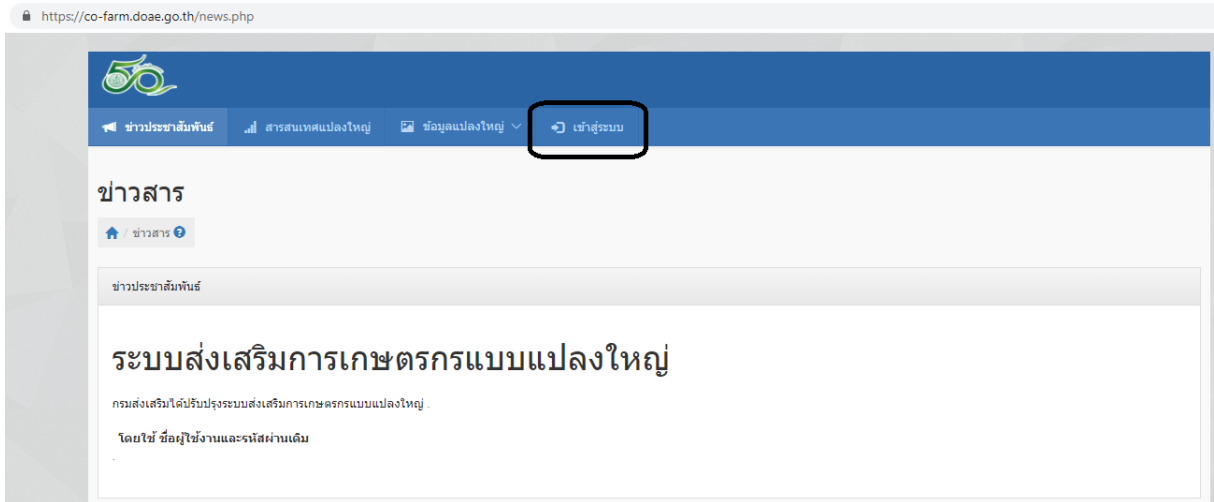 https://co-farm.doae.go.th/news.php
50
ข่าวประชาสัมพันธ์ สารสนเทศแปลงใหญ่ ข้อมูลแปลงใหญ่ เข้าสู่ระบบ
ข่าวสาร
/ ข่าวสาร
ข่าวประชาสัมพันธ์
ระบบส่งเสริมการเกษตรกรแบบแปลงใหญ่
กรมส่งเสริมได้ปรับปรุงระบบส่งเสริมการเกษตรกรแบบแปลงใหญ่ .
โดยใช้ ชื่อผู้ใช้งานและรหัสผ่านเดิม
.